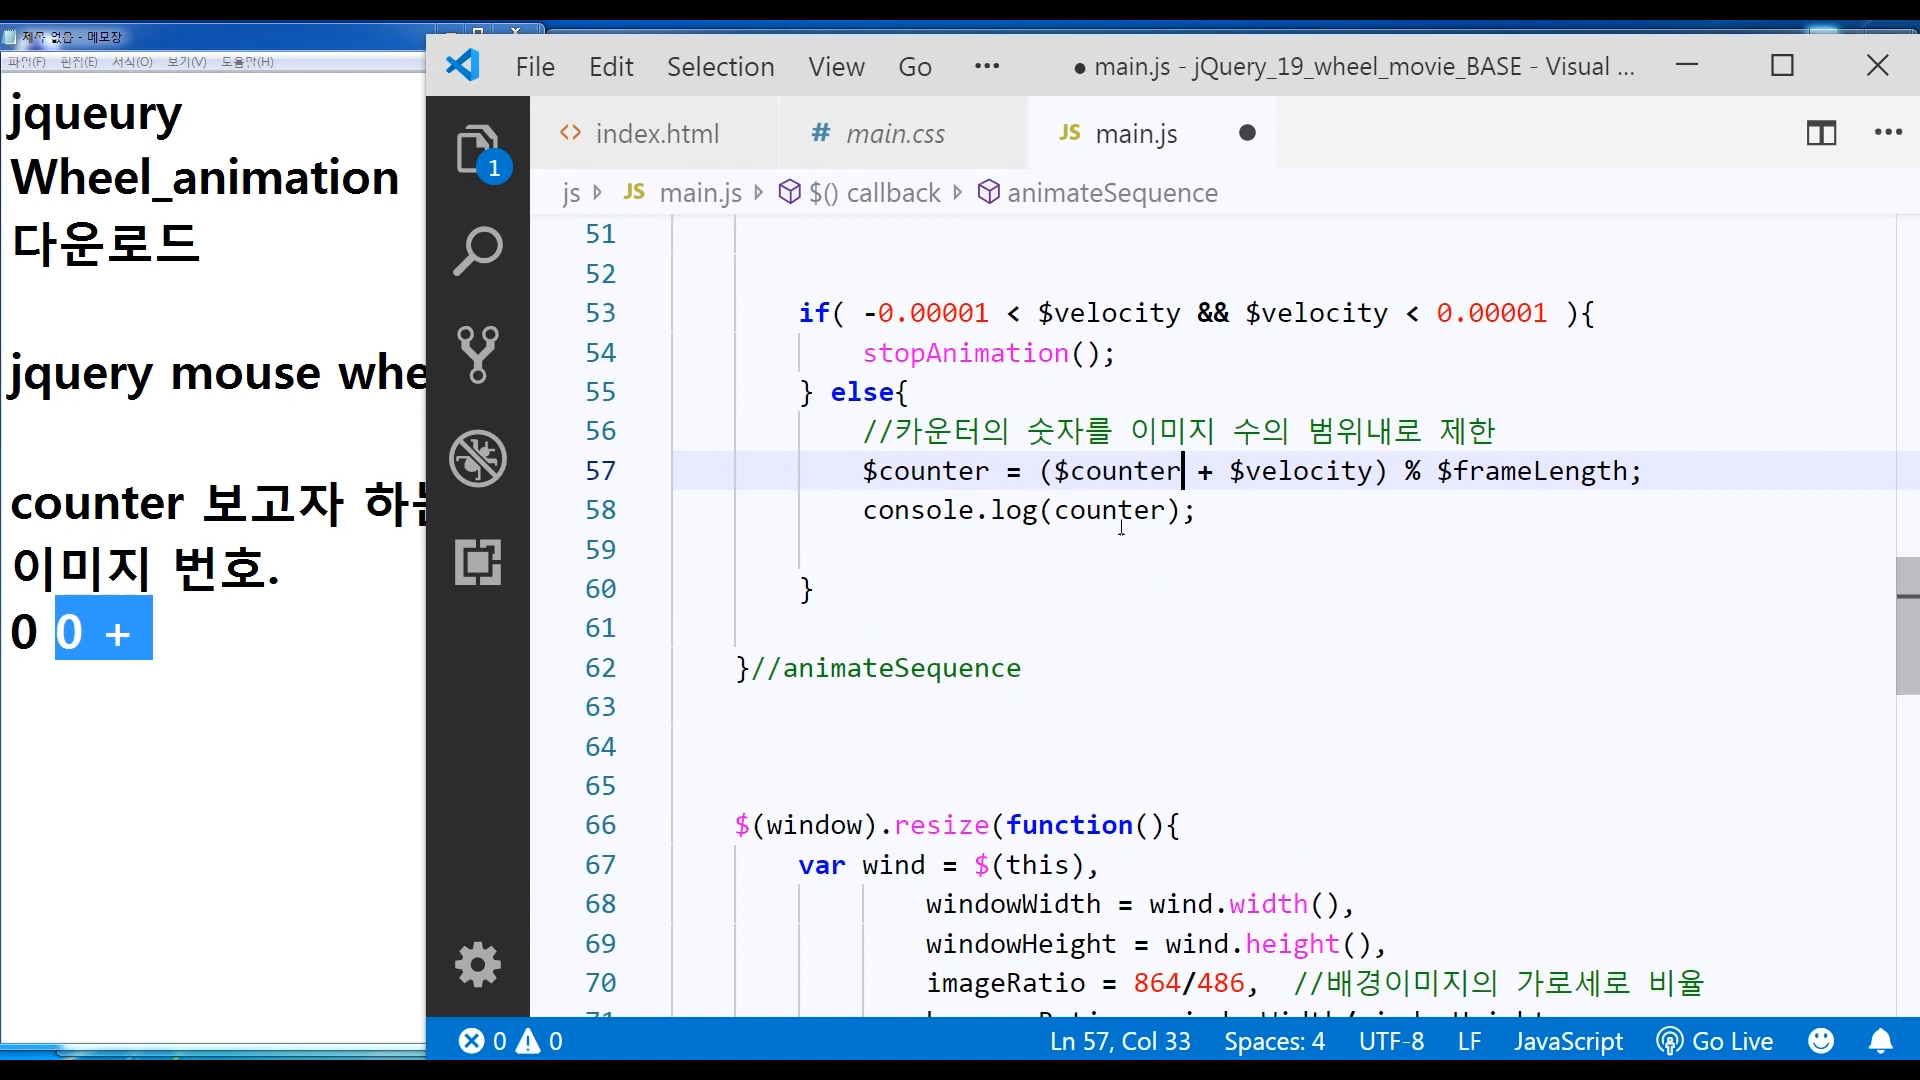 제목 없음 - 메모장
파일(F) 편집(E) 서식(O) 보기(V) 도움말(H)
jqueury
Wheel_animation
다운로드
jquery mouse whe
counter 보고자 하는
이미지 번호.
0 0 +
File Edit Selection View Go ··· ● main.js - jQuery_19_wheel_movie_BASE - Visual ...
1
<> index.html # main.css JS main.js ●
js JS main.js $() callback animateSequence
51
52
53 if( -0.00001 < $velocity && $velocity < 0.00001 ){
54 stopAnimation();
55 } else{
56 //카운터의 숫자를 이미지 수의 범위내로 제한
57 $counter = ($counter + $velocity) % $frameLength;
58 console.log(counter);
59
60 }
61
62 }//animateSequence
63
64
65
66 $(window).resize(function(){
67 var wind = $(this),
68 windowWidth = wind.width(),
69 windowHeight = wind.height(),
70 imageRatio = 864/486, //배경이미지의 가로세로 비율
0 0 Ln 57, Col 33 Spaces: 4 UTF-8 LF JavaScript Go Live